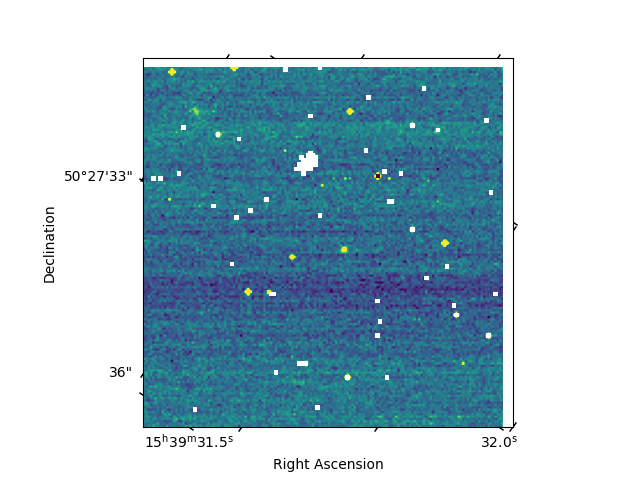 50°27'33"
Declination
36"
15ʰ39ᵐ31.5ˢ
32.0ˢ
Right Ascension